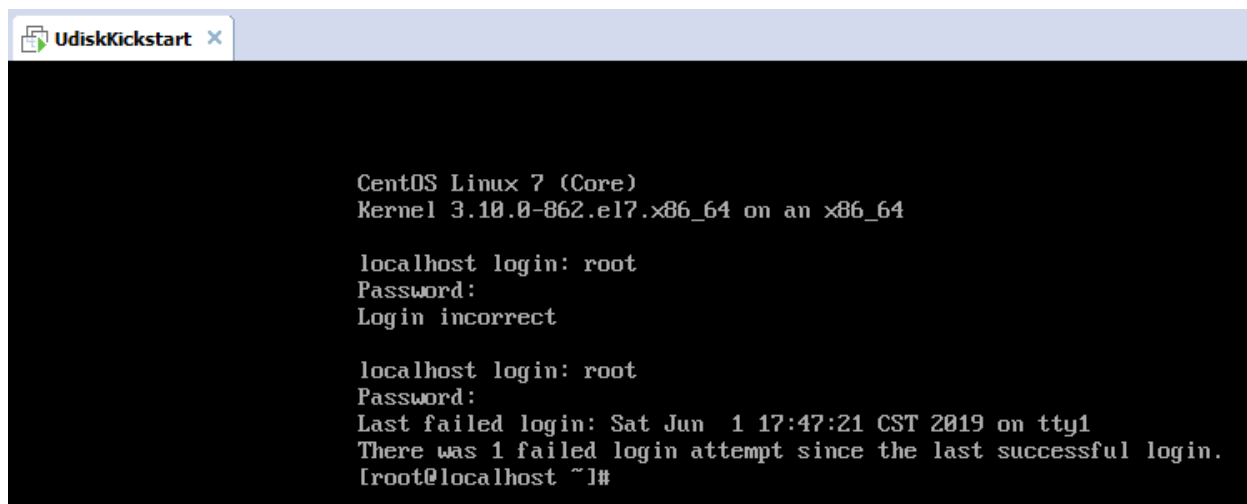 UdiskKickstart
CentOS Linux 7 (Core)
Kernel 3.10.0-862.el7.x86_64 on an x86_64
localhost login: root
Password:
Login incorrect
localhost login: root
Password:
Last failed login: Sat Jun  1 17:47:21 CST 2019 on tty1
There was 1 failed login attempt since the last successful login.
[root@localhost ~]#